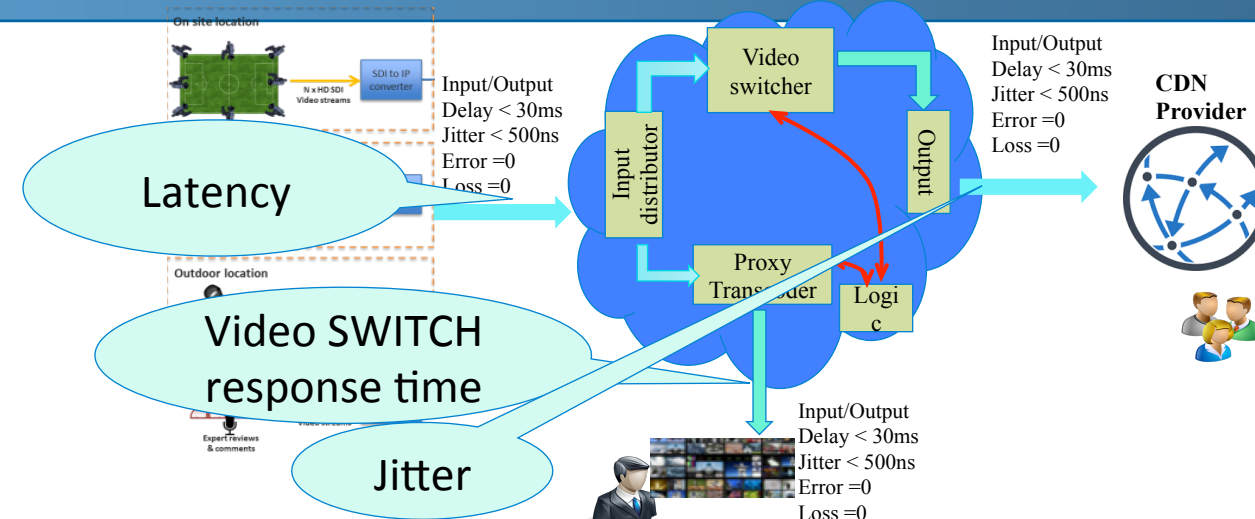 On site location
N x HD SDI
Video streams
SDI to IP
converter
Input/Output
Delay < 30ms
Jitter < 500ns
Error =0
Loss =0
Latency
Outdoor location
Video SWITCH
response time
Expert reviews
& comments
Jitter
Input
distributor
Video
switcher
Output
Proxy
Transcoder
Logi
c
Input/Output
Delay < 30ms
Jitter < 500ns
Error =0
Loss =0
CDN
Provider
Input/Output
Delay < 30ms
Jitter < 500ns
Error =0
Loss =0